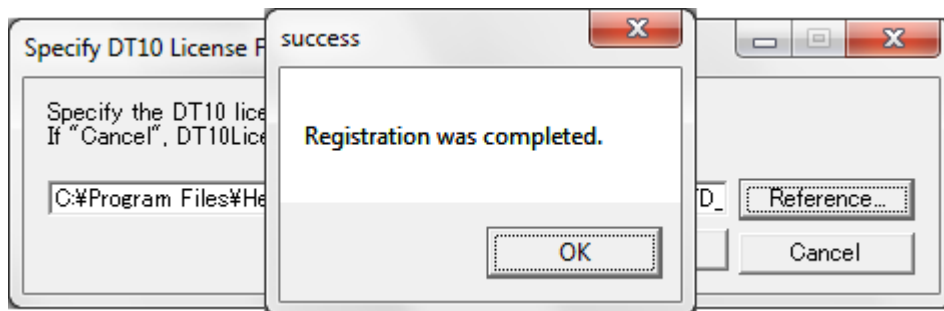 Specify DT10 License F
success
Specify the DT10 lice
If "Cancel", DT10Lice
Registration was completed.
C:¥Program Files¥He
TD_
Reference...
OK
Cancel